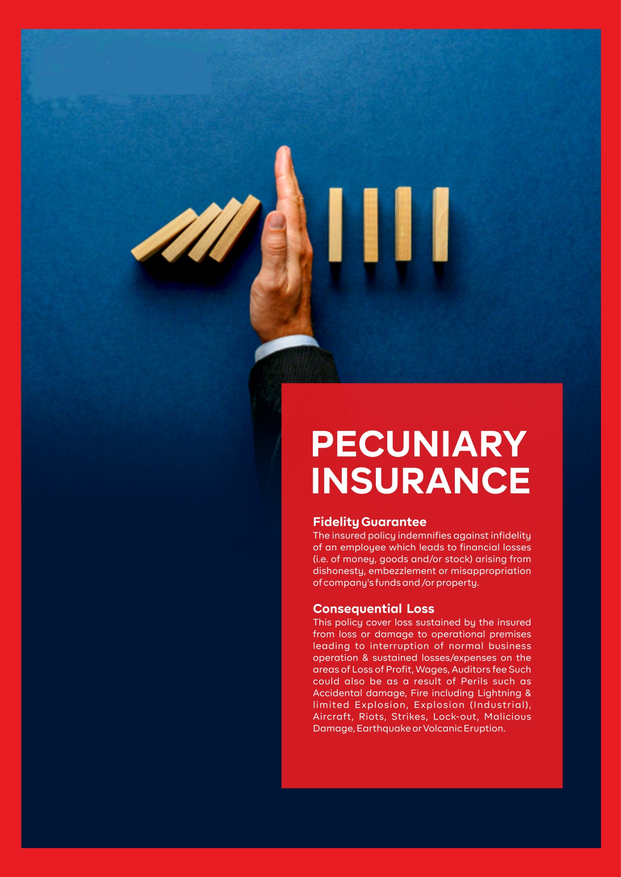 PECUNIARY
INSURANCE
Fidelity Guarantee
The insured policy indemnifies against infidelity
of an employee which leads to financial losses
(i.e. of money, goods and/or stock) arising from
dishonesty, embezzlement or misappropriation
of company's funds and /or property.
Consequential Loss
This policy cover loss sustained by the insured
from loss or damage to operational premises
leading to interruption of normal business
operation & sustained losses/expenses on the
areas of Loss of Profit, Wages, Auditors fee Such
could also be as a result of Perils such as
Accidental damage, Fire including Lightning &
limited Explosion, Explosion (Industrial),
Aircraft, Riots, Strikes, Lock-out, Malicious
Damage, Earthquake or Volcanic Eruption.